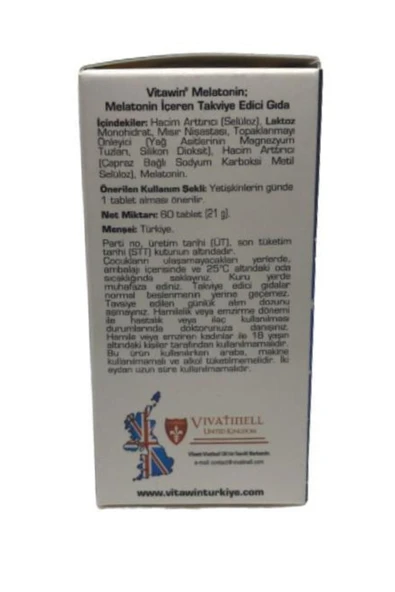 Vitawin® Melatonin;
Melatonin İçeren Takviye Edici Gıda
İçindekiler: Hacim Arttırıcı (Selüloz), Laktoz
Monohidrat, Mısır Nişastası, Topaklanmayı
Önleyici (Yağ Asitlerinin Magnezyum
Tuzları, Silikon Dioksit), Hacim Arttırıcı
(Çapraz Bağlı Sodyum Karboksi Metil
Selüloz), Melatonin.
Önerilen Kullanım Şekli: Yetişkinlerin günde
1 tablet alması önerilir.
Net Miktarı: 60 tablet (21 g).
Menşei: Türkiye.
Parti no, üretim tarihi (ÜT), son tüketim
tarihi (STT) kutunun altındadır.
Çocukların ulaşamayacakları yerlerde,
ambalajı içerisinde ve 25°C altındaki oda
sıcaklığında saklayınız. Kuru yerde
muhafaza ediniz. Takviye edici gıdalar
normal beslenmenin yerine geçemez.
Tavsiye edilen günlük alım dozunu
aşmayınız. Hamilelik veya emzirme dönemi
ile hastalık veya ilaç kullanılması
durumlarında doktorunuza danışınız.
Hamile veya emziren kadınlar ile 18 yaşın
altındaki kişiler tarafından kullanılmamalıdır.
Bu ürün kullanılırken araba, makine
kullanılmamalı ve alkol tüketilmemelidir. İki
aydan uzun süre kullanılmamalıdır.
VIVATINELL
UNITED KINGDOM
www.vitawinturkiye.com